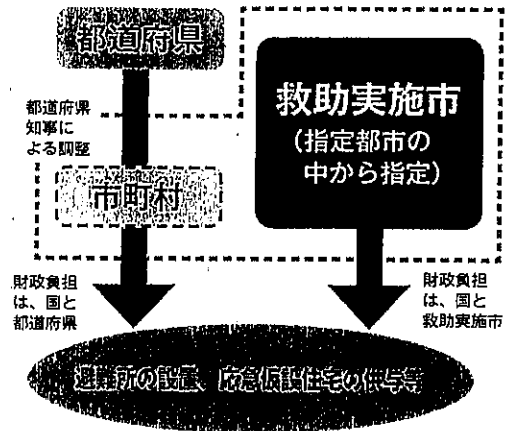 都道府県
救助実施市
(指定都市の
中から指定)
都道府県
知事に
よる調整
市町村
財政負担
は、国と
都道府県
財政負担
は、国と
救助実施市
避難所の設置、応急仮設住宅の供与等